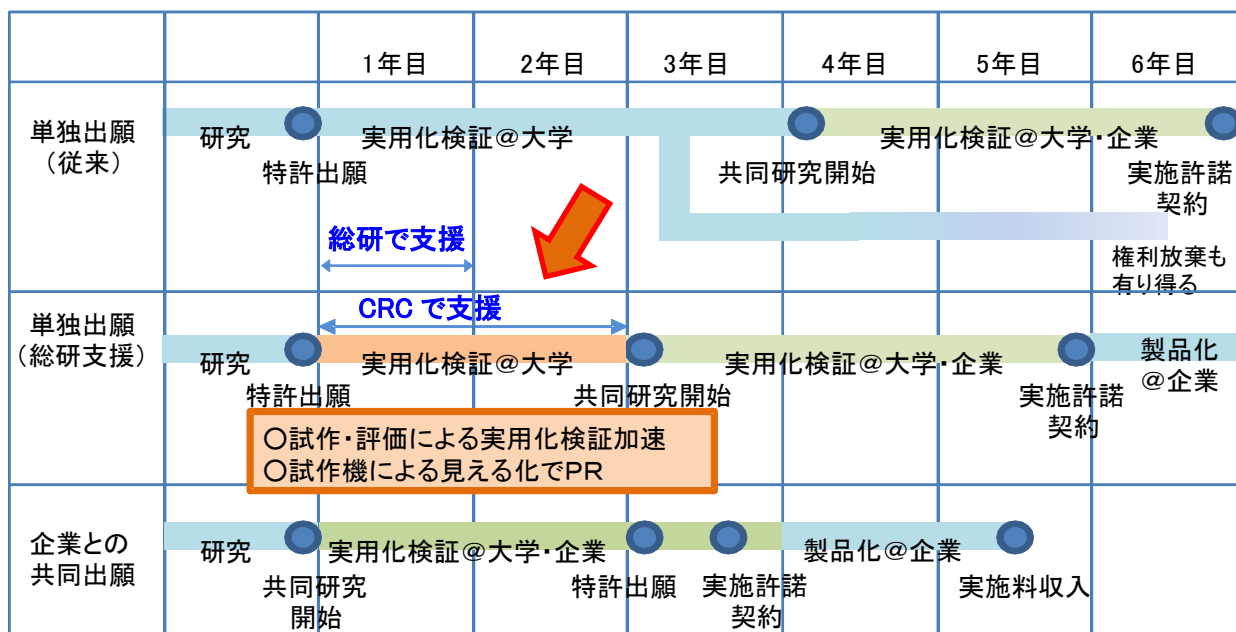 1年目
2年目
3年目
4年目
5年目
6年目
単独出願
（従来）
研究
特許出願
実用化検証＠大学
共同研究開始
実用化検証＠大学・企業
実施許諾
契約
権利放棄も
有り得る
総研で支援
CRC で支援
単独出願
（総研支援）
研究
特許出願
実用化検証＠大学
共同研究開始
実用化検証＠大学・企業
実施許諾
契約
製品化
＠企業
○試作・評価による実用化検証加速
○試作機による見える化でPR
企業との
共同出願
研究
共同研究
開始
実用化検証＠大学・企業
特許出願
実施許諾
契約
製品化＠企業
実施料収入